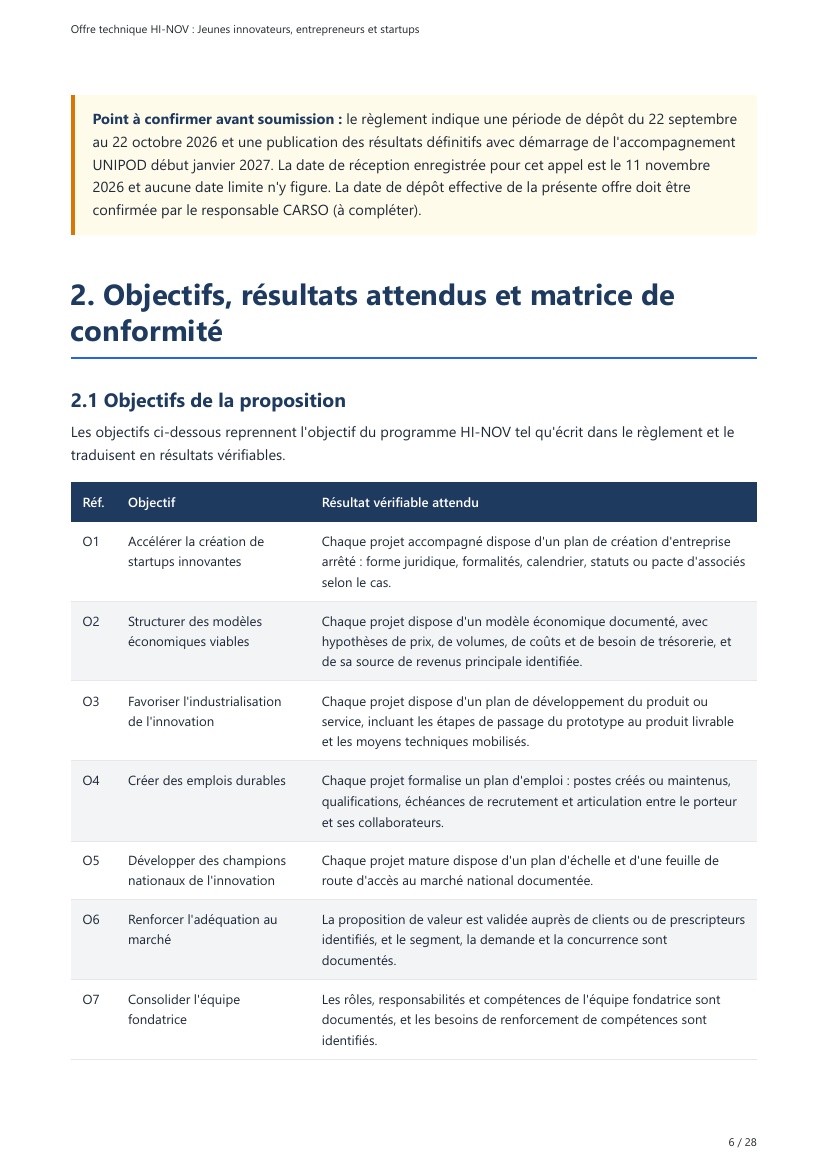 Offre technique HI-NOV : Jeunes innovateurs, entrepreneurs et startups
Point à confirmer avant soumission : le règlement indique une période de dépôt du 22 septembre
au 22 octobre 2026 et une publication des résultats définitifs avec démarrage de l'accompagnement
UNIPOD début janvier 2027. La date de réception enregistrée pour cet appel est le 11 novembre
2026 et aucune date limite n'y figure. La date de dépôt effective de la présente offre doit être
confirmée par le responsable CARSO (à compléter).
2. Objectifs, résultats attendus et matrice de
conformité
2.1 Objectifs de la proposition
Les objectifs ci-dessous reprennent l'objectif du programme HI-NOV tel qu'écrit dans le règlement et le
traduisent en résultats vérifiables.
Réf. Objectif Résultat vérifiable attendu
O1 Accélérer la création de
startups innovantes
Chaque projet accompagné dispose d'un plan de création d'entreprise
arrêté : forme juridique, formalités, calendrier, statuts ou pacte d'associés
selon le cas.
O2 Structurer des modèles
économiques viables
Chaque projet dispose d'un modèle économique documenté, avec
hypothèses de prix, de volumes, de coûts et de besoin de trésorerie, et
de sa source de revenus principale identifiée.
O3 Favoriser l'industrialisation
de l'innovation
Chaque projet dispose d'un plan de développement du produit ou
service, incluant les étapes de passage du prototype au produit livrable
et les moyens techniques mobilisés.
O4 Créer des emplois durables
Chaque projet formalise un plan d'emploi : postes créés ou maintenus,
qualifications, échéances de recrutement et articulation entre le porteur
et ses collaborateurs.
O5 Développer des champions
nationaux de l'innovation
Chaque projet mature dispose d'un plan d'échelle et d'une feuille de
route d'accès au marché national documentée.
O6 Renforcer l'adéquation au
marché
La proposition de valeur est validée auprès de clients ou de prescripteurs
identifiés, et le segment, la demande et la concurrence sont
documentés.
O7 Consolider l'équipe
fondatrice
Les rôles, responsabilités et compétences de l'équipe fondatrice sont
documentés, et les besoins de renforcement de compétences sont
identifiés.
6 / 28